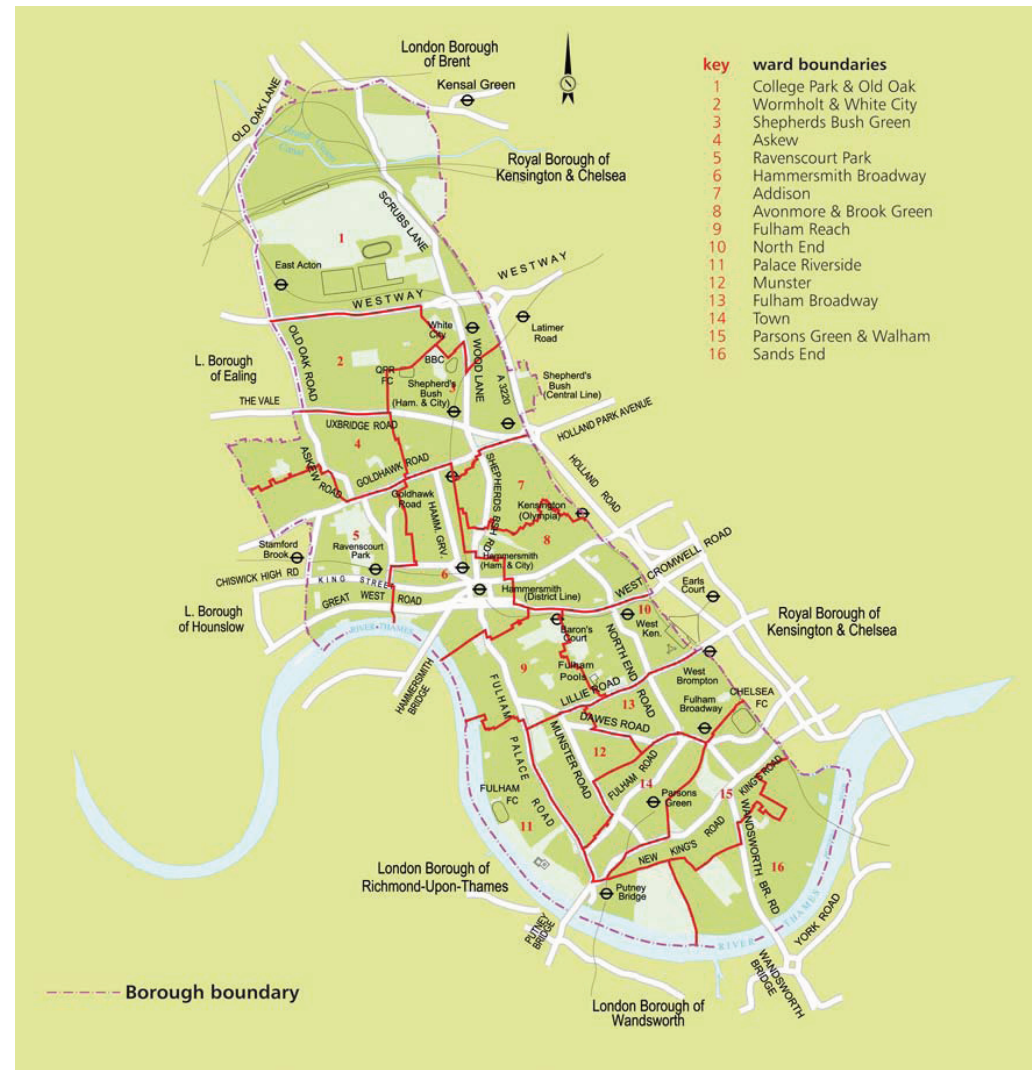 London Borough
of Brent
Kensal Green
OLD OAK LANE
Grand Union
Canal
Royal Borough of
Kensington & Chelsea
SCRUBS LANE
key ward boundaries
1 College Park & Old Oak
2 Wormholt & White City
3 Shepherds Bush Green
4 Askew
5 Ravenscourt Park
6 Hammersmith Broadway
7 Addison
8 Avonmore & Brook Green
9 Fulham Reach
10 North End
11 Palace Riverside
12 Munster
13 Fulham Broadway
14 Town
15 Parsons Green & Walham
16 Sands End
1
East Acton
WESTWAY
WESTWAY
White
City
Latimer
Road
OLD OAK ROAD
2
BBC
QPR
FC
WOOD LANE
A 3220
L. Borough
of Ealing
Shepherd's
Bush
(Ham. & City)
3
Shepherd's
Bush
(Central Line)
THE VALE
UXBRIDGE ROAD
HOLLAND PARK AVENUE
4
ASKEW ROAD
GOLDHAWK ROAD
Goldhawk
Road
SHEPHERDS BSH RD
7
HOLLAND ROAD
Kensington
(Olympia)
HAMM. GRV.
8
5
Stamford
Brook
Ravenscourt
Park
6
Hammersmith
(Ham. & City)
CHISWICK HIGH RD
KING STREET
Hammersmith
(District Line)
WEST CROMWELL ROAD
Earls
Court
GREAT WEST ROAD
L. Borough
of Hounslow
RIVER THAMES
10
West
Ken.
Royal Borough of
Kensington & Chelsea
Baron's
Court
NORTH END ROAD
HAMMERSMITH
BRIDGE
9
Fulham
Pools
West
Brompton
LILLIE ROAD
FULHAM PALACE ROAD
13
Fulham
Broadway
CHELSEA
FC
DAWES ROAD
MUNSTER ROAD
12
FULHAM ROAD
14
Parsons
Green
15
KING'S ROAD
FULHAM
FC
11
NEW KING'S ROAD
WANDSWORTH BR. RD
16
London Borough of
Richmond-Upon-Thames
Putney
Bridge
PUTNEY
BRIDGE
RIVER THAMES
YORK ROAD
WANDSWORTH
BRIDGE
Borough boundary
London Borough of
Wandsworth